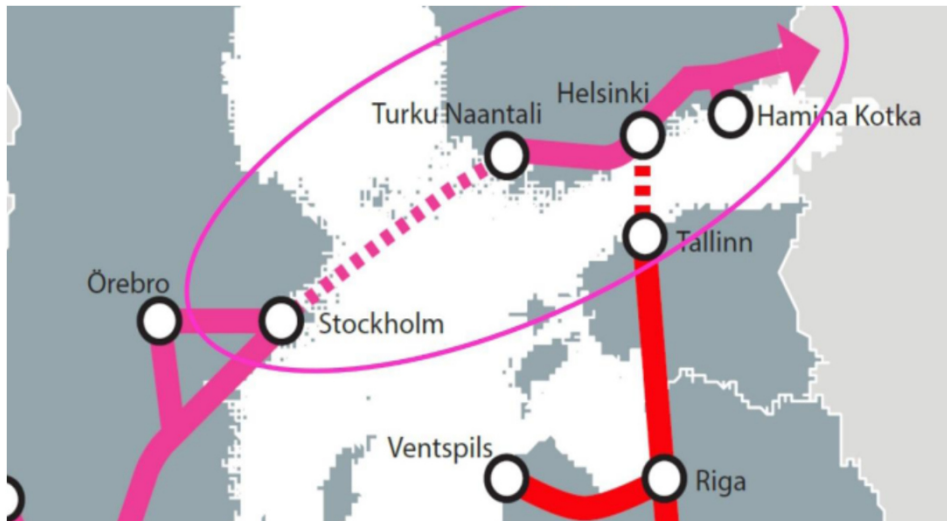 Helsinki
Turku Naantali
Hamina Kotka
Tallinn
Örebro
Stockholm
Ventspils
Riga